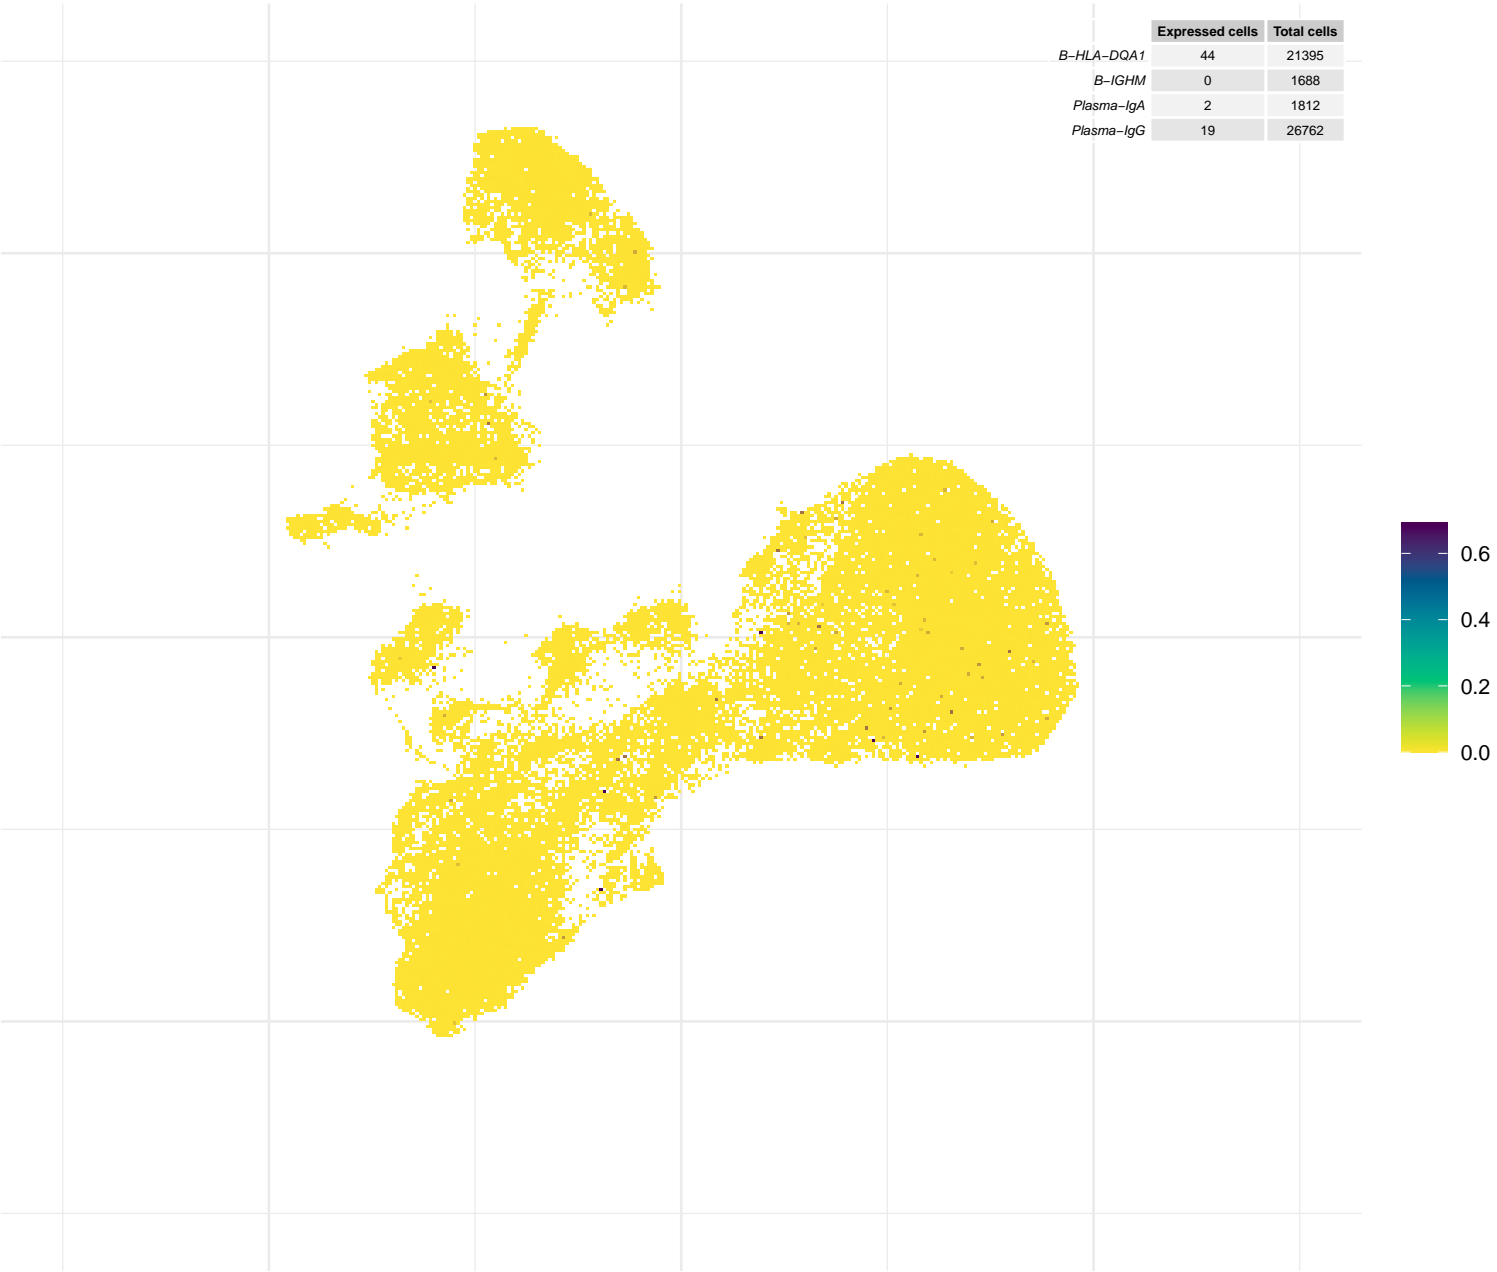 Expressed cells Total cells
B−HLA−DQA1 44 21395
B−IGHM 0 1688
Plasma−IgA 2 1812
Plasma−IgG 19 26762
0.6
0.4
0.2
0.0